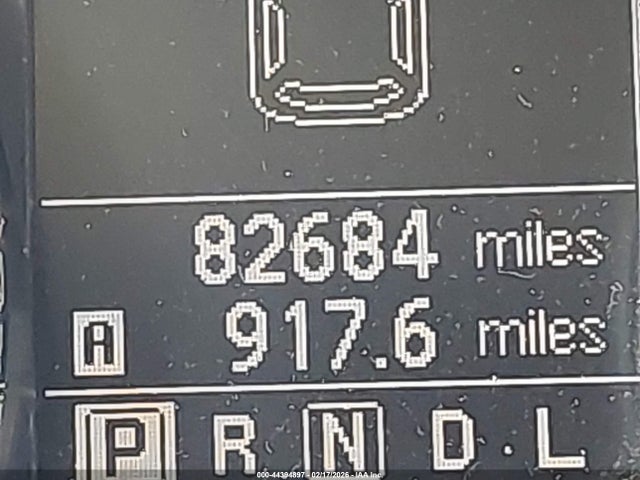 82684 miles
A 917.6 miles
P R N D . L
000-44394897 - 02/17/2026 - IAA Inc.